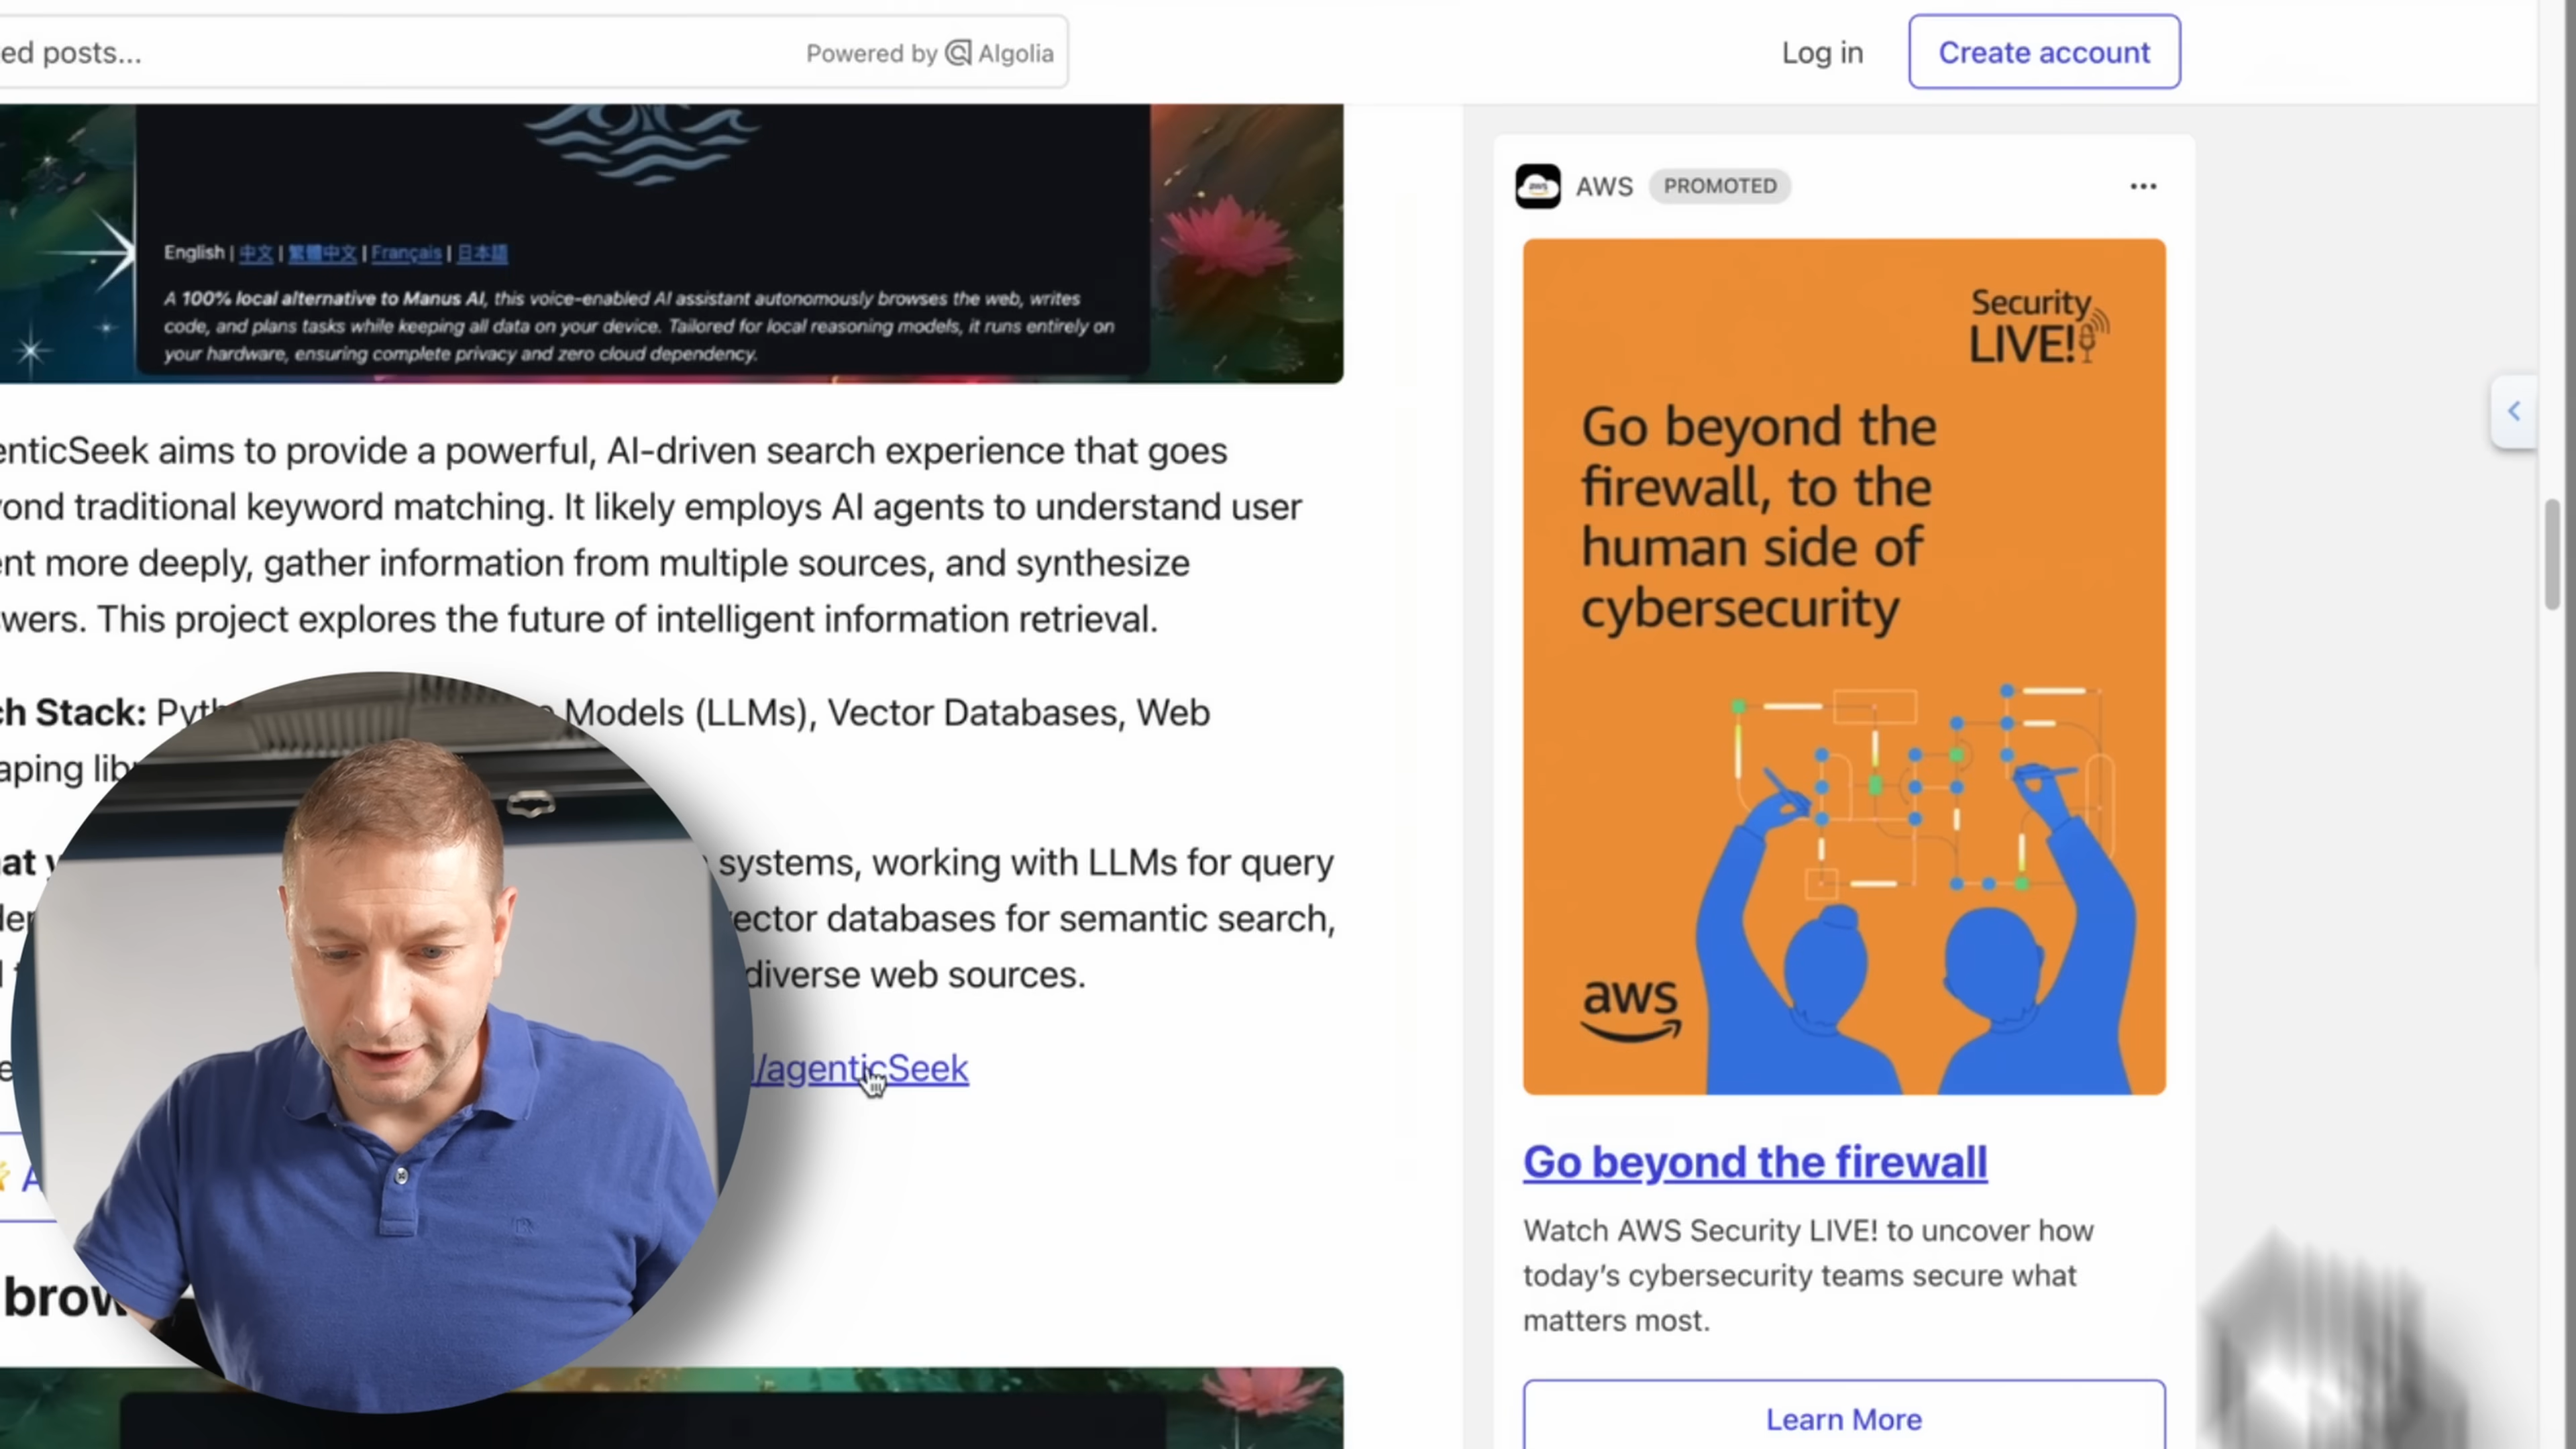 ed posts...
Powered by Algolia
Log in
Create account
English | 中文 | 繁體中文 | Français | 日本語
A 100% local alternative to Manus AI, this voice-enabled AI assistant autonomously browses the web, writes
code, and plans tasks while keeping all data on your device. Tailored for local reasoning models, it runs entirely on
your hardware, ensuring complete privacy and zero cloud dependency.
enticSeek aims to provide a powerful, AI-driven search experience that goes
ond traditional keyword matching. It likely employs AI agents to understand user
ent more deeply, gather information from multiple sources, and synthesize
wers. This project explores the future of intelligent information retrieval.
ch Stack: Pyth Models (LLMs), Vector Databases, Web
aping lib
at y systems, working with LLMs for query
ector databases for semantic search,
diverse web sources.
/agenticSeek
A
brow
AWS PROMOTED
Security
LIVE!
Go beyond the
firewall, to the
human side of
cybersecurity
aws
Go beyond the firewall
Watch AWS Security LIVE! to uncover how
today's cybersecurity teams secure what
matters most.
Learn More